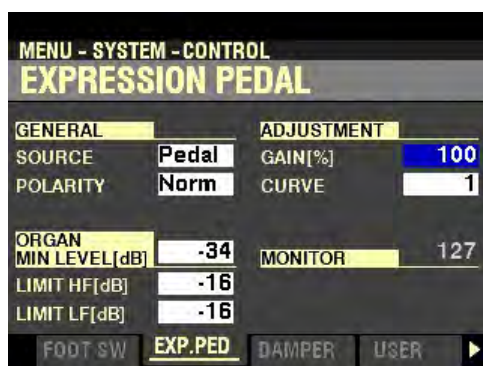 MENU - SYSTEM - CONTROL
EXPRESSION PEDAL
GENERAL
SOURCE Pedal
POLARITY Norm
ADJUSTMENT
GAIN[%] 100
CURVE 1
ORGAN
MIN LEVEL[dB] -34
LIMIT HF[dB] -16
LIMIT LF[dB] -16
MONITOR 127
FOOT SW EXP.PED DAMPER USER